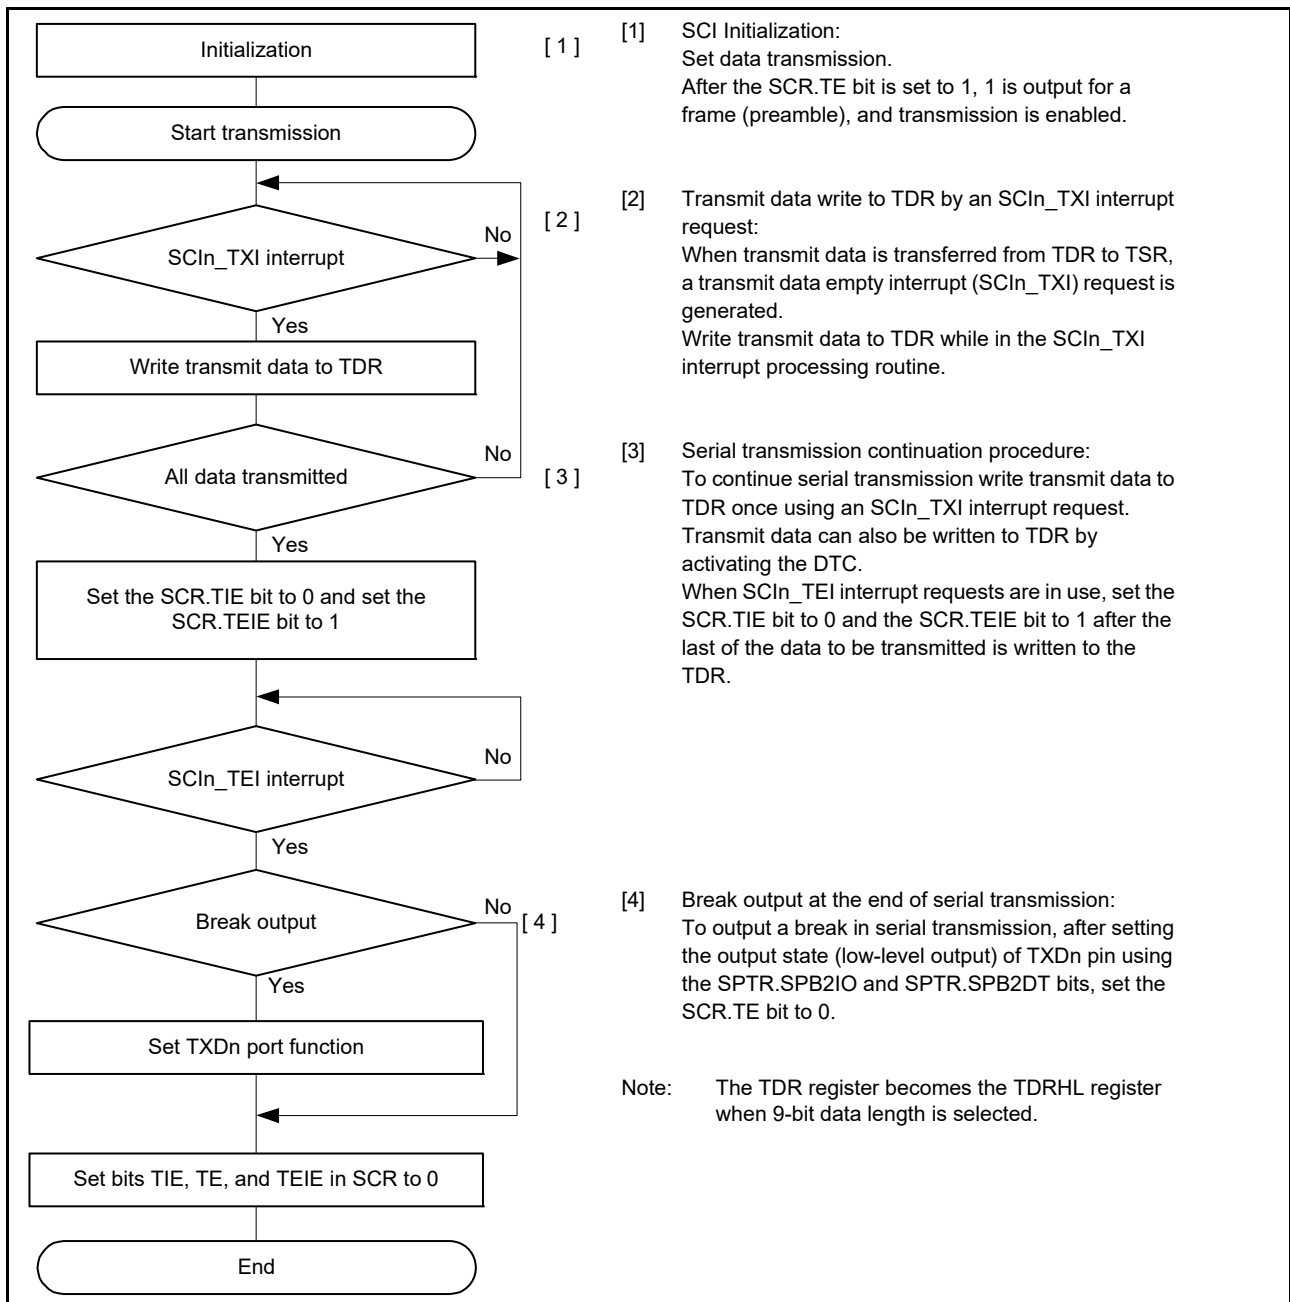 Initialization
[ 1 ]
[1] SCI Initialization:
Set data transmission.
After the SCR.TE bit is set to 1, 1 is output for a
frame (preamble), and transmission is enabled.
Start transmission
[ 2 ]
[2] Transmit data write to TDR by an SCIn_TXI interrupt
request:
When transmit data is transferred from TDR to TSR,
a transmit data empty interrupt (SCIn_TXI) request is
generated.
Write transmit data to TDR while in the SCIn_TXI
interrupt processing routine.
No
SCIn_TXI interrupt
Yes
Write transmit data to TDR
No
All data transmitted
[ 3 ]
[3] Serial transmission continuation procedure:
To continue serial transmission write transmit data to
TDR once using an SCIn_TXI interrupt request.
Transmit data can also be written to TDR by
activating the DTC.
When SCIn_TEI interrupt requests are in use, set the
SCR.TIE bit to 0 and the SCR.TEIE bit to 1 after the
last of the data to be transmitted is written to the
TDR.
Yes
Set the SCR.TIE bit to 0 and set the
SCR.TEIE bit to 1
No
SCIn_TEI interrupt
Yes
No
Break output
[ 4 ]
[4] Break output at the end of serial transmission:
To output a break in serial transmission, after setting
the output state (low-level output) of TXDn pin using
the SPTR.SPB2IO and SPTR.SPB2DT bits, set the
SCR.TE bit to 0.
Yes
Set TXDn port function
Note: The TDR register becomes the TDRHL register
when 9-bit data length is selected.
Set bits TIE, TE, and TEIE in SCR to 0
End